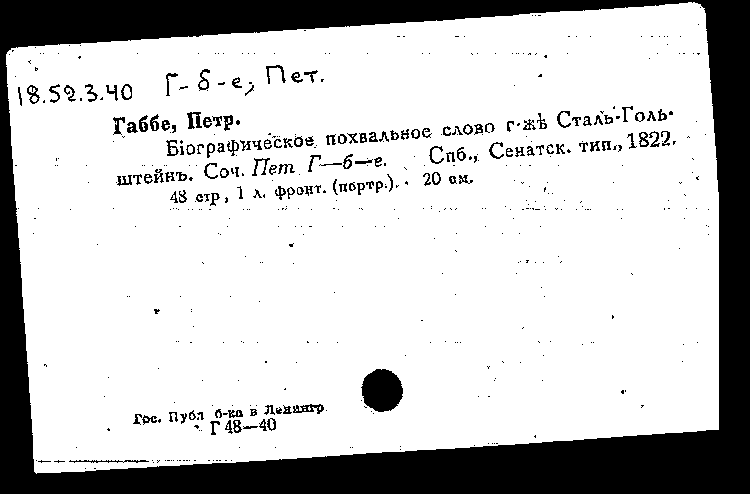 18.52.3.40 Г-б-е, Пет.
Габбе, Петр.
Біографическое похвальное слово г-жѣ Сталь-Голь-
штейнъ. Соч. Пет Г—б—е. Спб., Сенатск. тип., 1822.
48 стр, 1 л. фронт. (портр.). 20 см.
Гос. Публ б-ка в Ленингр
Г 48—40